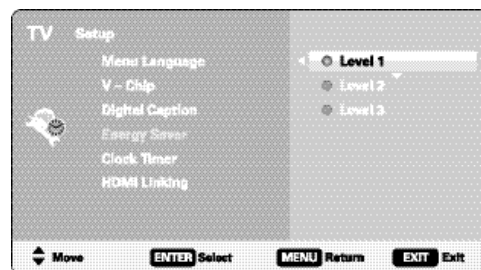 TV Setup
Menu Language
V – Chip
Digital Caption
Energy Saver
Clock Timer
HDMI Linking
Level 1
Level 2
Level 3
Move ENTER Select MENU Return EXIT Exit